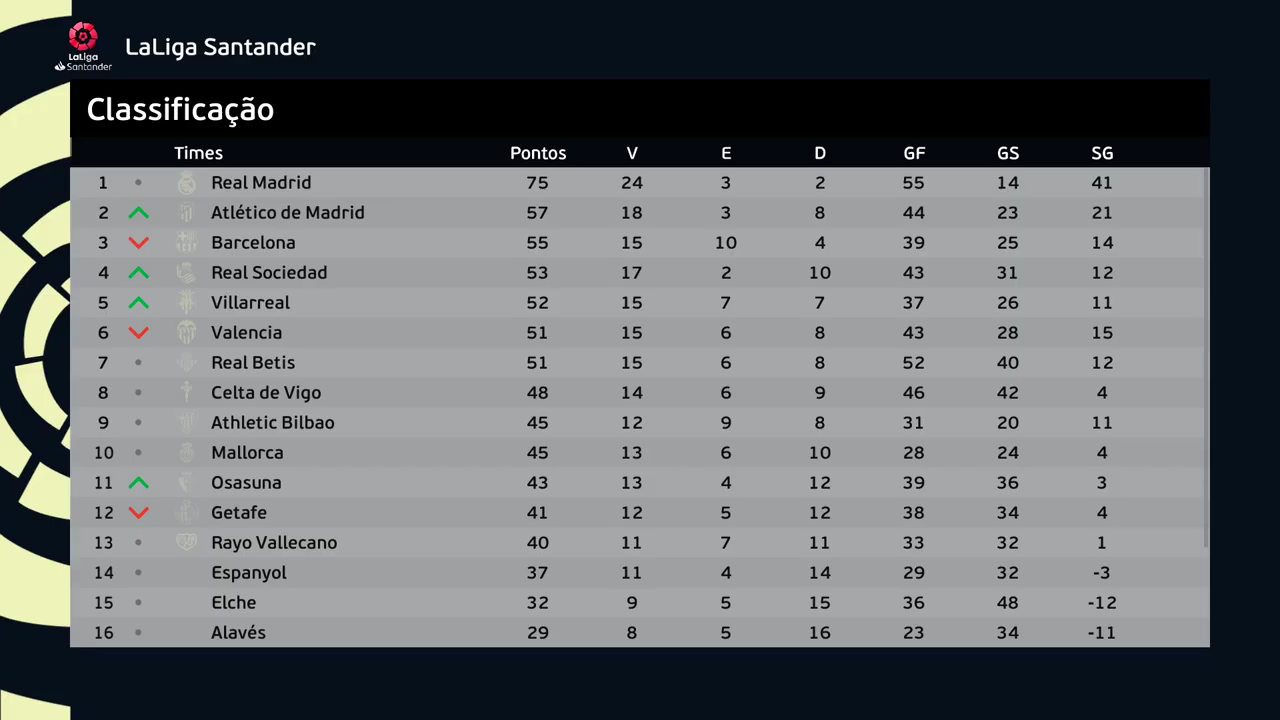 LaLiga
Santander
LaLiga Santander
Classificação
Times Pontos V E D GF GS SG
1 Real Madrid 75 24 3 2 55 14 41
2 Atlético de Madrid 57 18 3 8 44 23 21
3 Barcelona 55 15 10 4 39 25 14
4 Real Sociedad 53 17 2 10 43 31 12
5 Villarreal 52 15 7 7 37 26 11
6 Valencia 51 15 6 8 43 28 15
7 Real Betis 51 15 6 8 52 40 12
8 Celta de Vigo 48 14 6 9 46 42 4
9 Athletic Bilbao 45 12 9 8 31 20 11
10 Mallorca 45 13 6 10 28 24 4
11 Osasuna 43 13 4 12 39 36 3
12 Getafe 41 12 5 12 38 34 4
13 Rayo Vallecano 40 11 7 11 33 32 1
14 Espanyol 37 11 4 14 29 32 -3
15 Elche 32 9 5 15 36 48 -12
16 Alavés 29 8 5 16 23 34 -11